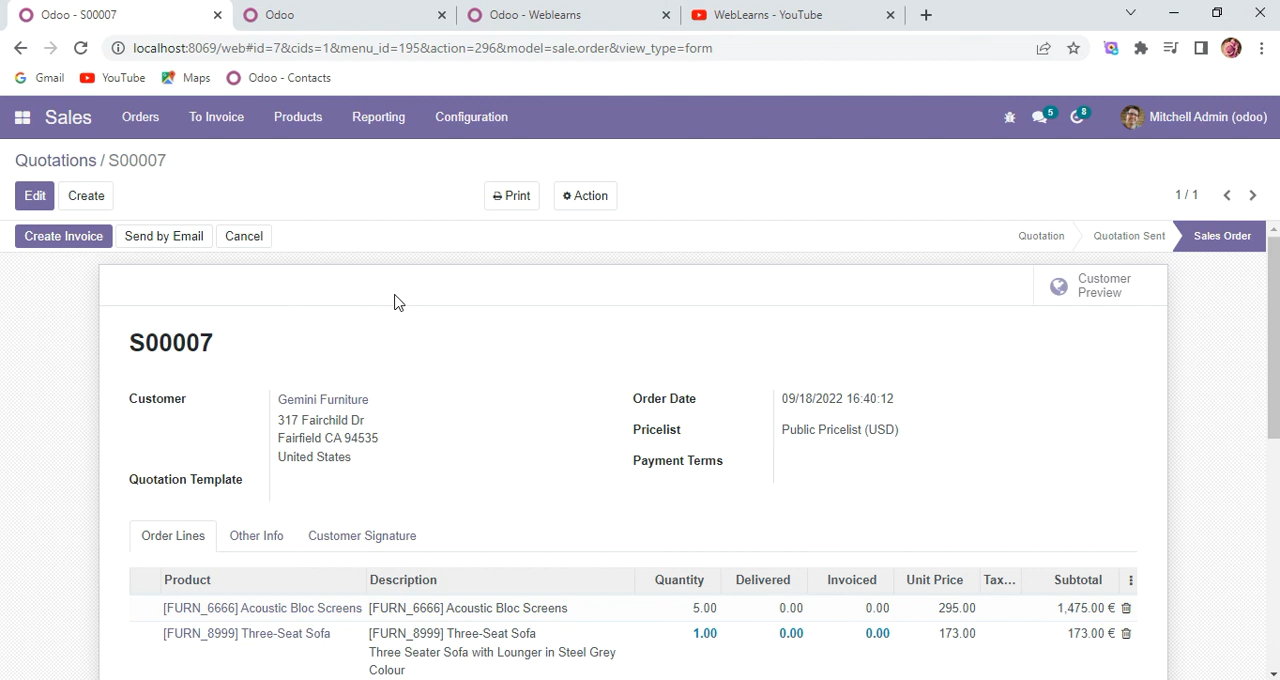 Odoo - S00007
Odoo
Odoo - Weblearns
WebLearns - YouTube
localhost:8069/web#id=7&cids=1&menu_id=195&action=296&model=sale.order&view_type=form
Gmail
YouTube
Maps
Odoo - Contacts
Sales
Orders
To Invoice
Products
Reporting
Configuration
5
8
Mitchell Admin (odoo)
Quotations / S00007
Edit
Create
Print
Action
1 / 1
Create Invoice
Send by Email
Cancel
Quotation
Quotation Sent
Sales Order
Customer
Preview
S00007
Customer
Gemini Furniture
317 Fairchild Dr
Fairfield CA 94535
United States
Quotation Template
Order Date
09/18/2022 16:40:12
Pricelist
Public Pricelist (USD)
Payment Terms
Order Lines
Other Info
Customer Signature
Product Description Quantity Delivered Invoiced Unit Price Tax... Subtotal
[FURN_6666] Acoustic Bloc Screens [FURN_6666] Acoustic Bloc Screens 5.00 0.00 0.00 295.00 1,475.00 €
[FURN_8999] Three-Seat Sofa [FURN_8999] Three-Seat Sofa 1.00 0.00 0.00 173.00 173.00 €
Three Seater Sofa with Lounger in Steel Grey
Colour